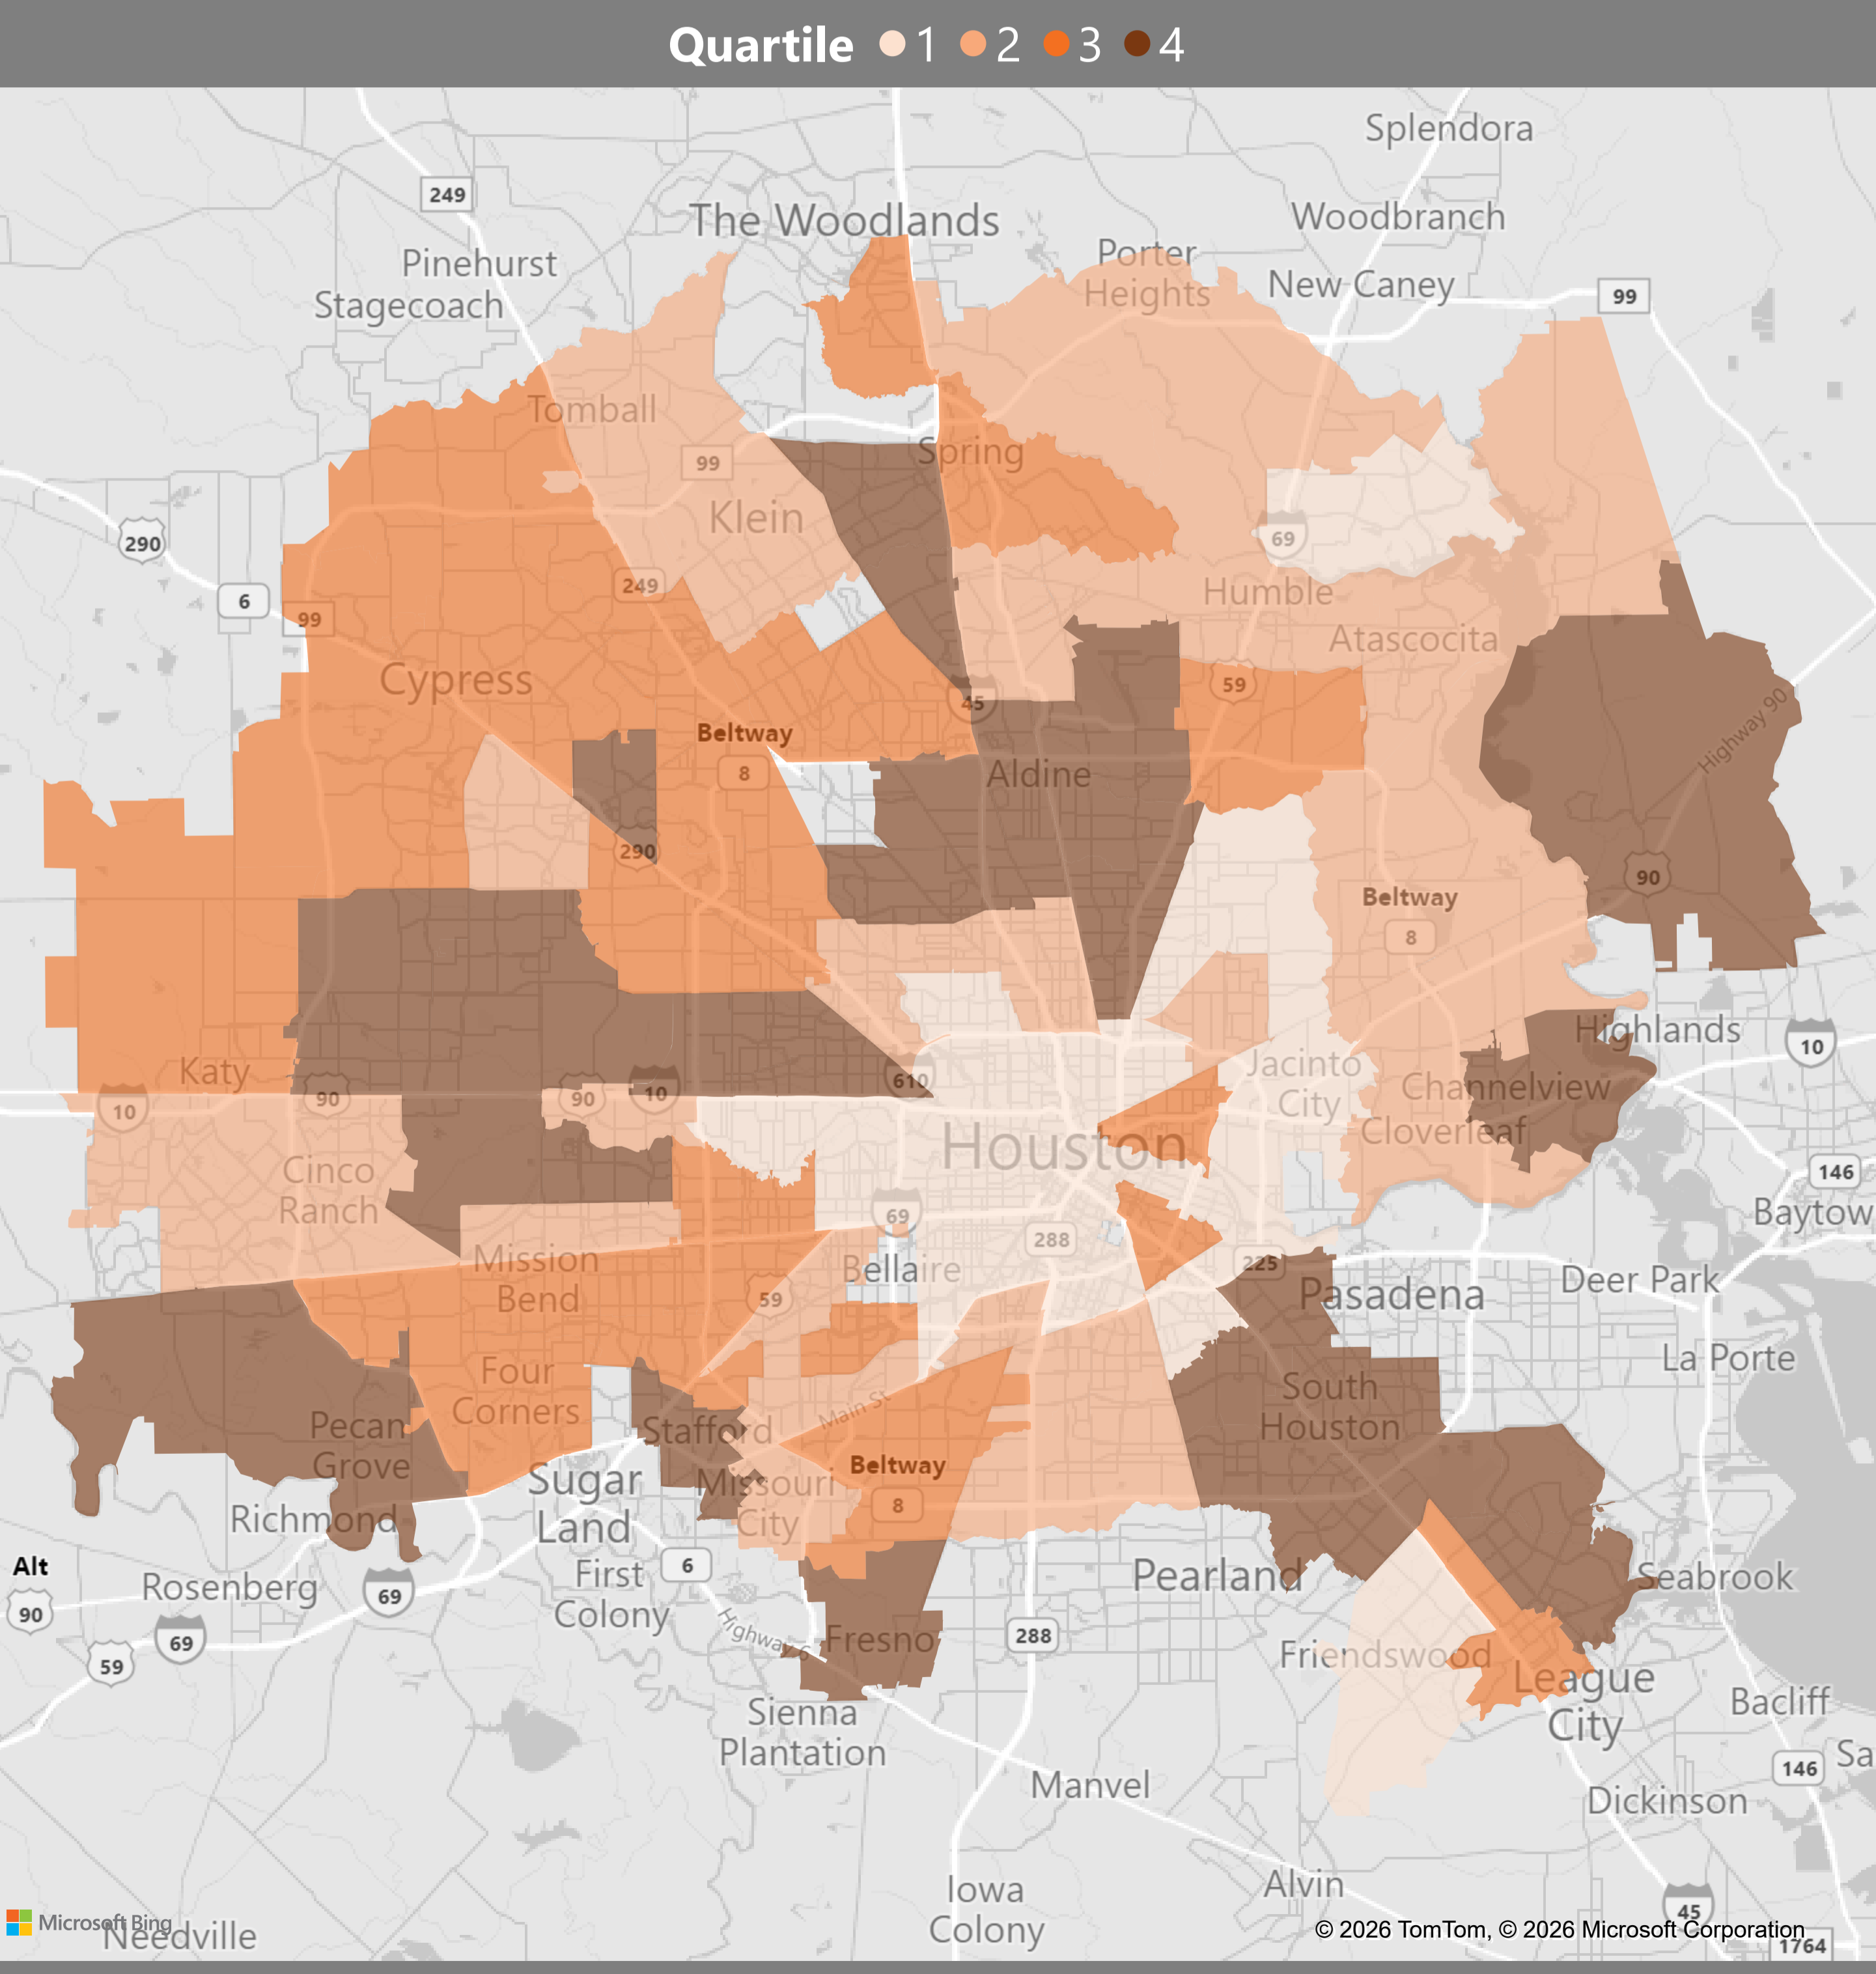 Quartile 1 2 3 4
Splendora
249
The Woodlands
Woodbranch
Pinehurst
Porter
Heights
New Caney
Stagecoach
99
Tomball
Spring
99
Klein
290
69
249
Humble
6
99
Atascocita
Cypress
59
45
Highway 90
Beltway
8
Aldine
290
90
Beltway
8
Highlands
10
Jacinto
City
Katy
610
Channelview
10
90
90
10
Cloverleaf
Houston
146
Cinco
Ranch
69
Baytow
288
Mission
Bend
Bellaire
225
Pasadena
Deer Park
59
La Porte
Four
Corners
South
Houston
Main St
Pecan
Grove
Stafford
Beltway
8
Sugar
Land
Missouri
City
Richmond
Alt
90
Rosenberg
69
First
Colony
6
Pearland
Seabrook
69
59
Highway 6
Fresno
288
Friendswood
League
City
Sienna
Plantation
Bacliff
Manvel
146
Sa
Dickinson
Iowa
Colony
Alvin
45
Microsoft Bing
Needville
© 2026 TomTom, © 2026 Microsoft Corporation
1764